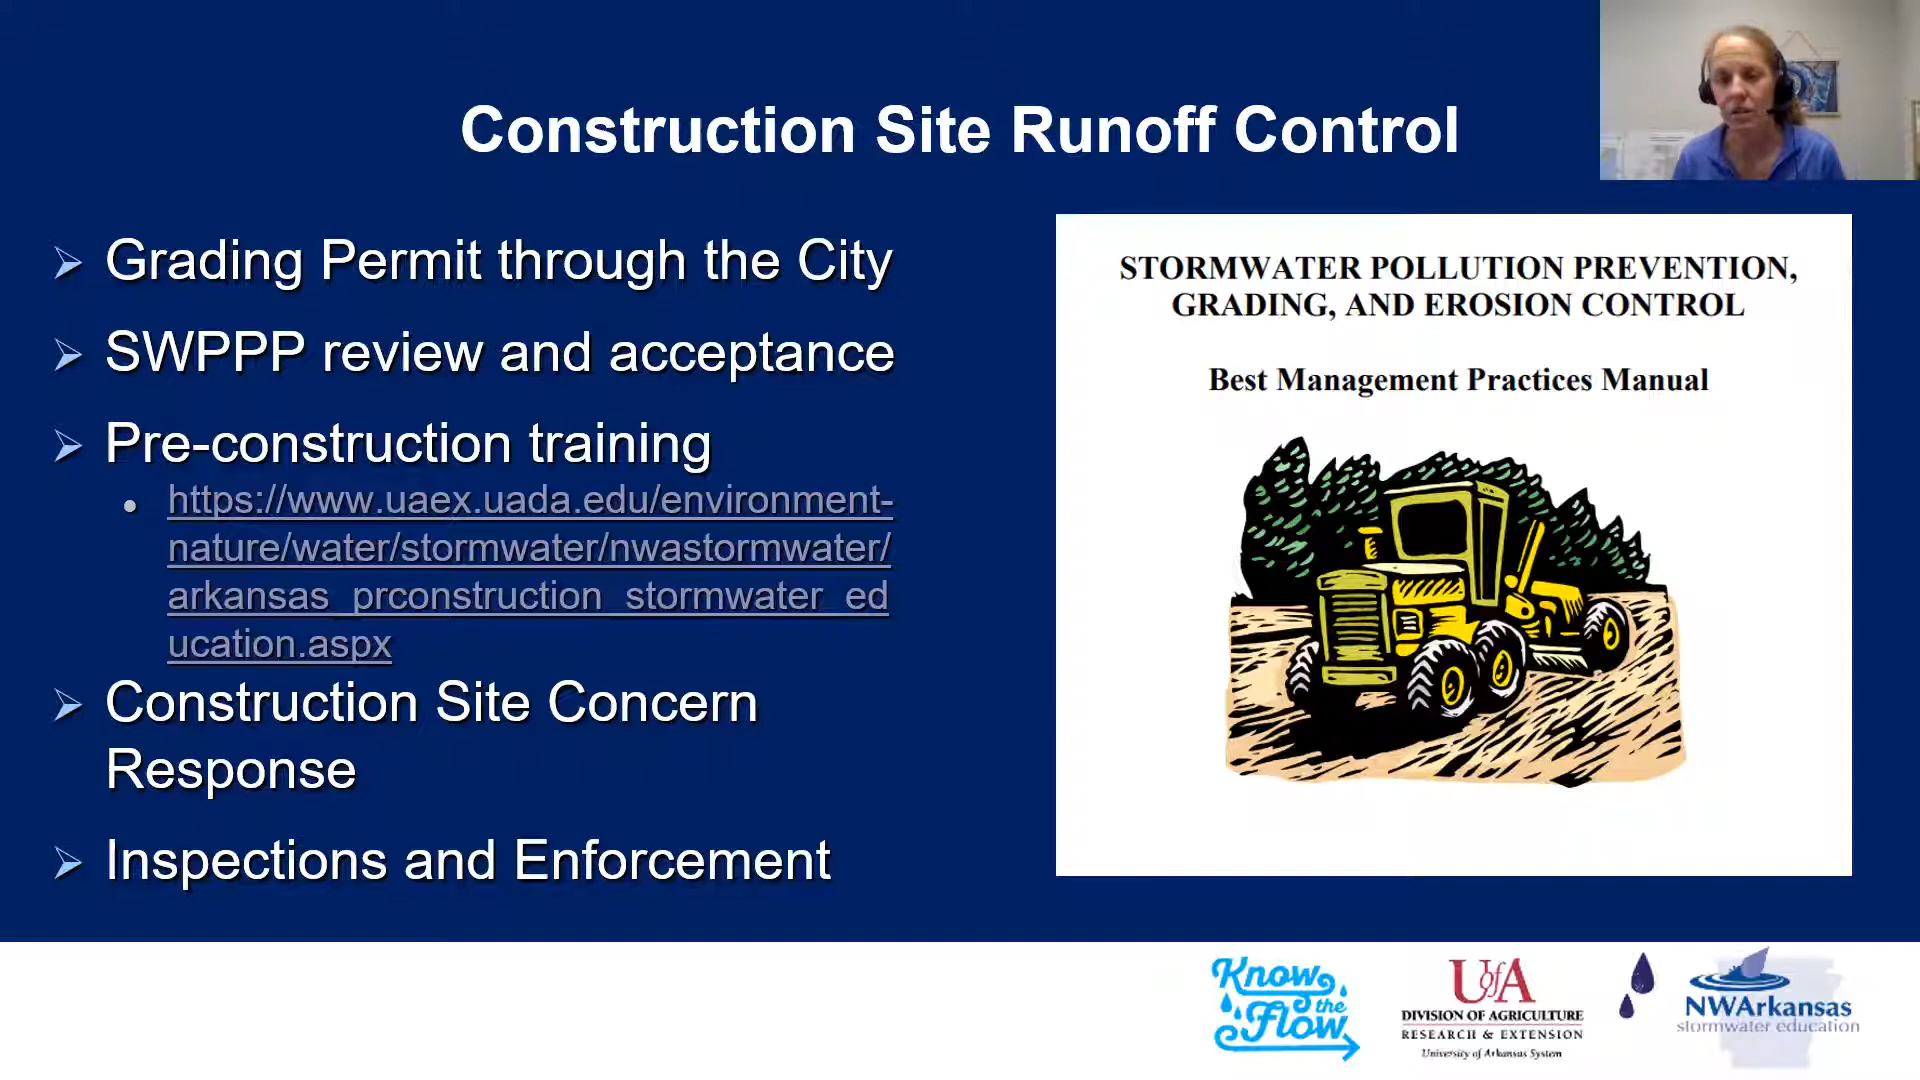 Construction Site Runoff Control
Grading Permit through the City
SWPPP review and acceptance
Pre-construction training
https://www.uaex.uada.edu/environment-
nature/water/stormwater/nwastormwater/
arkansas_prconstruction_stormwater_ed
ucation.aspx
Construction Site Concern
Response
Inspections and Enforcement
STORMWATER POLLUTION PREVENTION,
GRADING, AND EROSION CONTROL
Best Management Practices Manual
Know
the
Flow
UofA
DIVISION OF AGRICULTURE
RESEARCH & EXTENSION
University of Arkansas System
NWArkansas
stormwater education